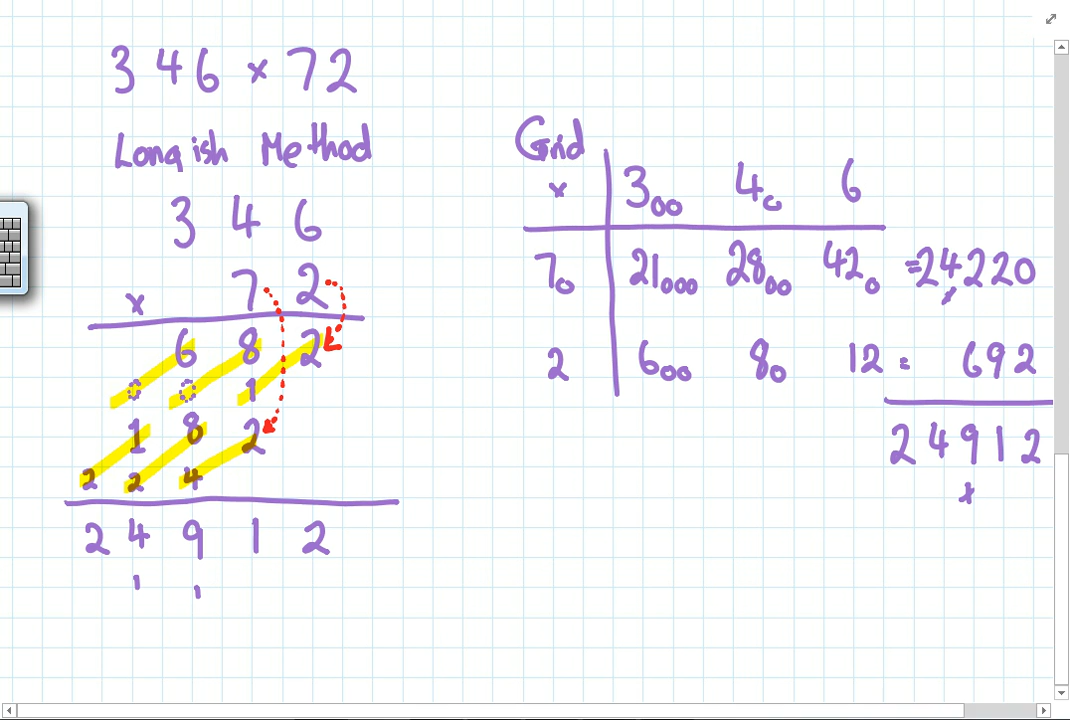 346 × 72
Longish Method
3 4 6
× 7 2
6 8 2
0 0 1
1 8 2
2 2 4
2 4 9 1 2
1 1
Grid
× 300 40 6
70 21000 2800 420 =24220
2 600 80 12 = 692
24912